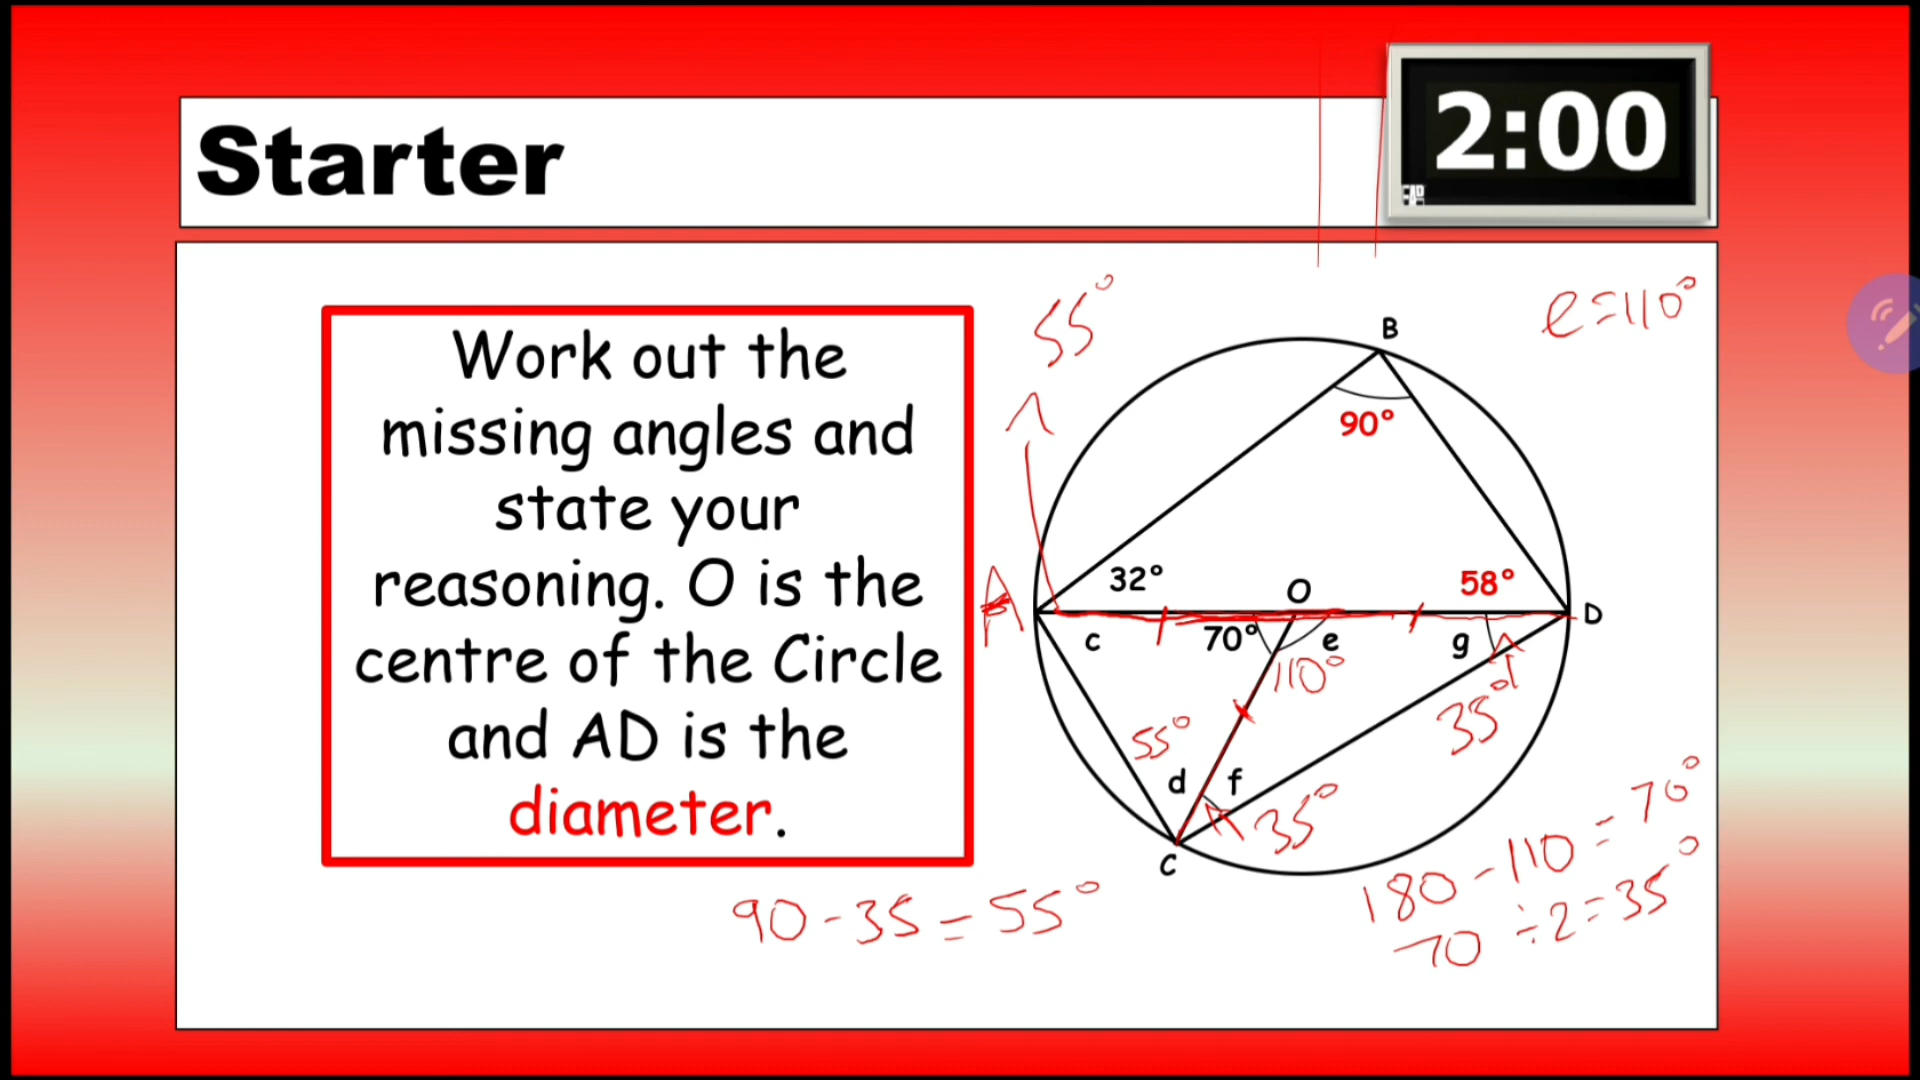 2:00
Starter
55°
e=110°
B
Work out the
missing angles and
state your
reasoning. O is the
centre of the Circle
and AD is the
diameter.
90°
A
32°
O
58°
D
c
70°
e
g
110°
35°
55°
d
f
35°
C
90-35=55°
180-110=70°
70÷2=35°